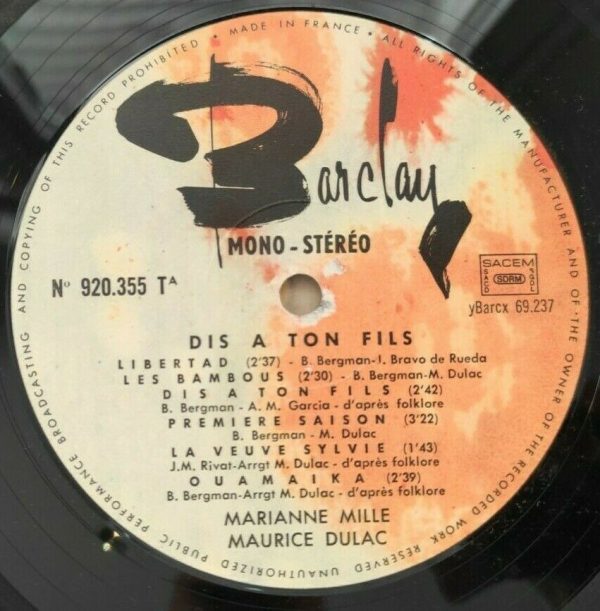 UNAUTHORIZED PUBLIC PERFORMANCE BROADCASTING AND COPYING OF THIS RECORD PROHIBITED • MADE IN FRANCE • ALL RIGHTS OF THE MANUFACTURER AND OF THE OWNER OF THE RECORDED WORK RESERVED
Barclay
MONO - STÉRÉO
Nº 920.355 Tᴬ
SACEM
SACD SDRM SGDL
yBarcx 69.237
DIS A TON FILS
LIBERTAD (2'37) - B. Bergman-J. Bravo de Rueda
LES BAMBOUS (2'30) - B. Bergman-M. Dulac
DIS A TON FILS (2'42)
B. Bergman - A.M. Garcia - d'après folklore
PREMIERE SAISON (3'22)
B. Bergman - M. Dulac
LA VEUVE SYLVIE (1'43)
J.M. Rivat-Arrgt M. Dulac - d'après folklore
OUAMAIKA (2'39)
B. Bergman-Arrgt M. Dulac - d'après folklore
MARIANNE MILLE
MAURICE DULAC